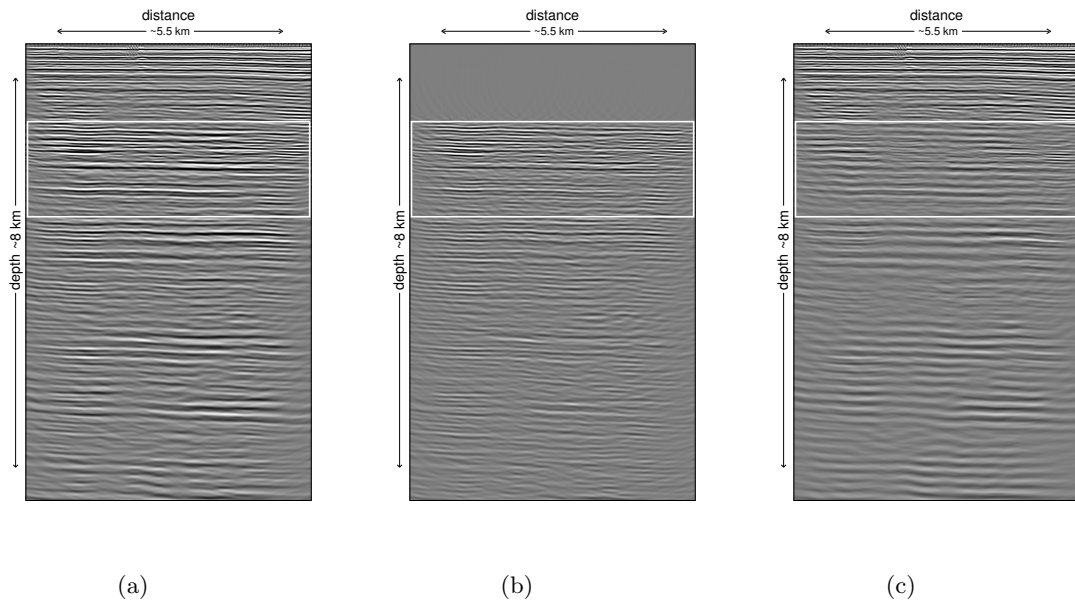 distance
~5.5 km
depth ~8 km
(a)
distance
~5.5 km
depth ~8 km
(b)
distance
~5.5 km
depth ~8 km
(c)